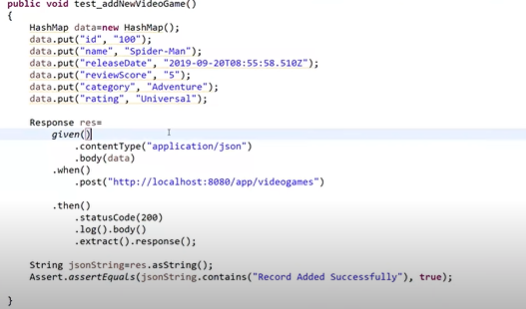 public void test_addNewVideoGame()
{
HashMap data=new HashMap();
data.put("id", "100");
data.put("name", "Spider-Man");
data.put("releaseDate", "2019-09-20T08:55:58.510Z");
data.put("reviewScore", "5");
data.put("category", "Adventure");
data.put("rating", "Universal");
Response res=
given()
.contentType("application/json")
.body(data)
.when()
.post("http://localhost:8080/app/videogames")
.then()
.statusCode(200)
.log().body()
.extract().response();
String jsonString=res.asString();
Assert.assertEquals(jsonString.contains("Record Added Successfully"), true);
}